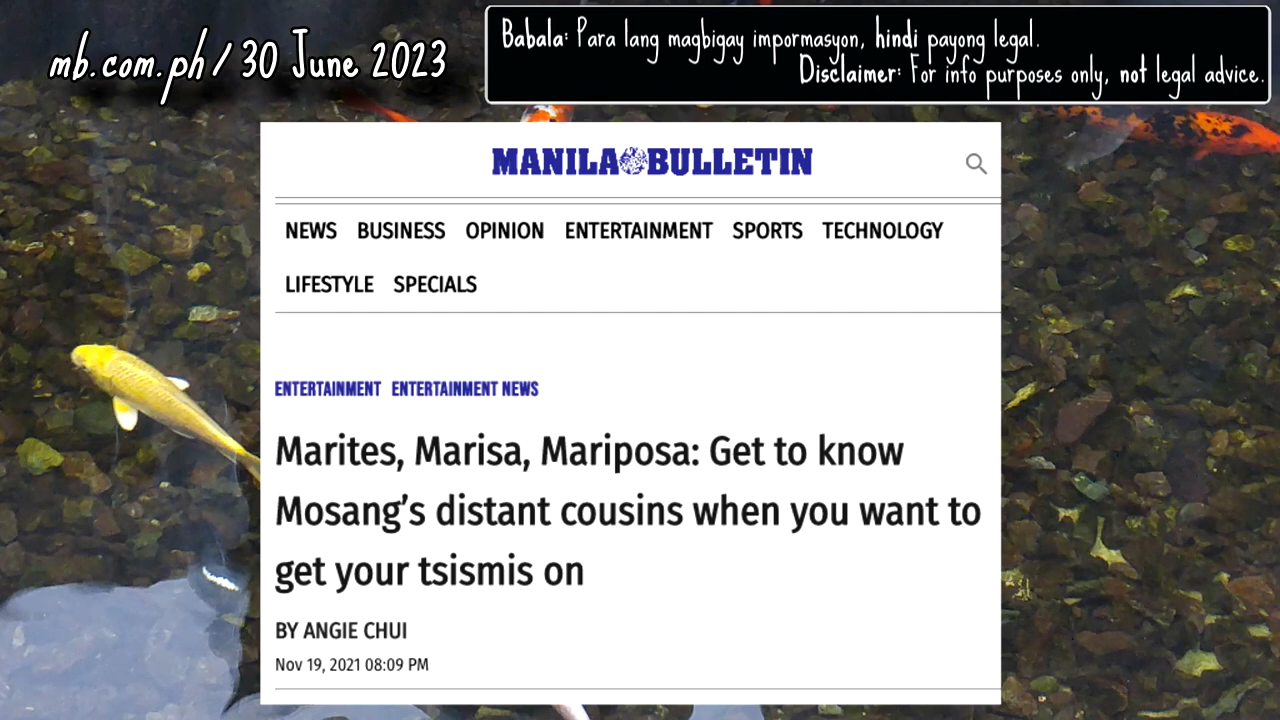 mb.com.ph / 30 June 2023
Babala: Para lang magbigay impormasyon, hindi payong legal.
Disclaimer: For info purposes only, not legal advice.
MANILA BULLETIN
NEWS BUSINESS OPINION ENTERTAINMENT SPORTS TECHNOLOGY
LIFESTYLE SPECIALS
ENTERTAINMENT ENTERTAINMENT NEWS
Marites, Marisa, Mariposa: Get to know
Mosang’s distant cousins when you want to
get your tsismis on
BY ANGIE CHUI
Nov 19, 2021 08:09 PM